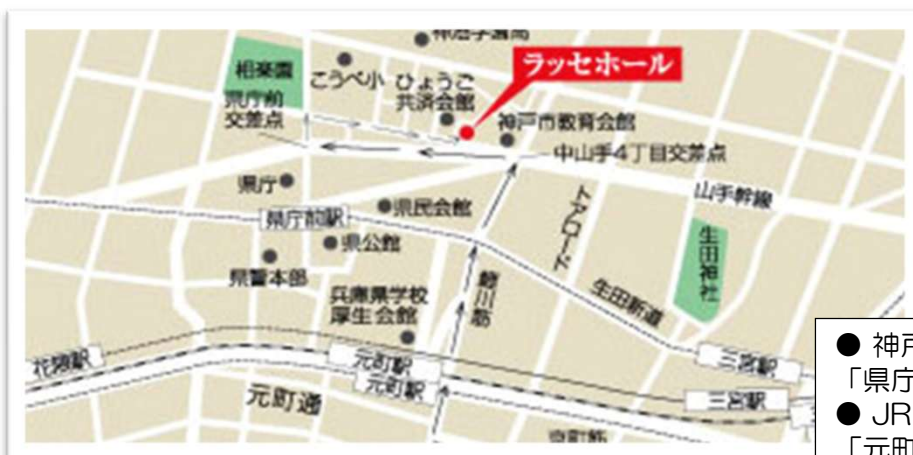 ラッセホール
相楽園
こうべ小
ひょうご
共済会館
県庁前
交差点
神戸市教育会館
中山手4丁目交差点
県庁
県民会館
トアロード
山手幹線
県庁前駅
県公館
生田神社
県警本部
鯉川筋
生田新道
兵庫県学校
厚生会館
花隈駅
元町駅
元町駅
三宮駅
三宮駅
元町通
● 神戸
「県庁
● JR
「元町